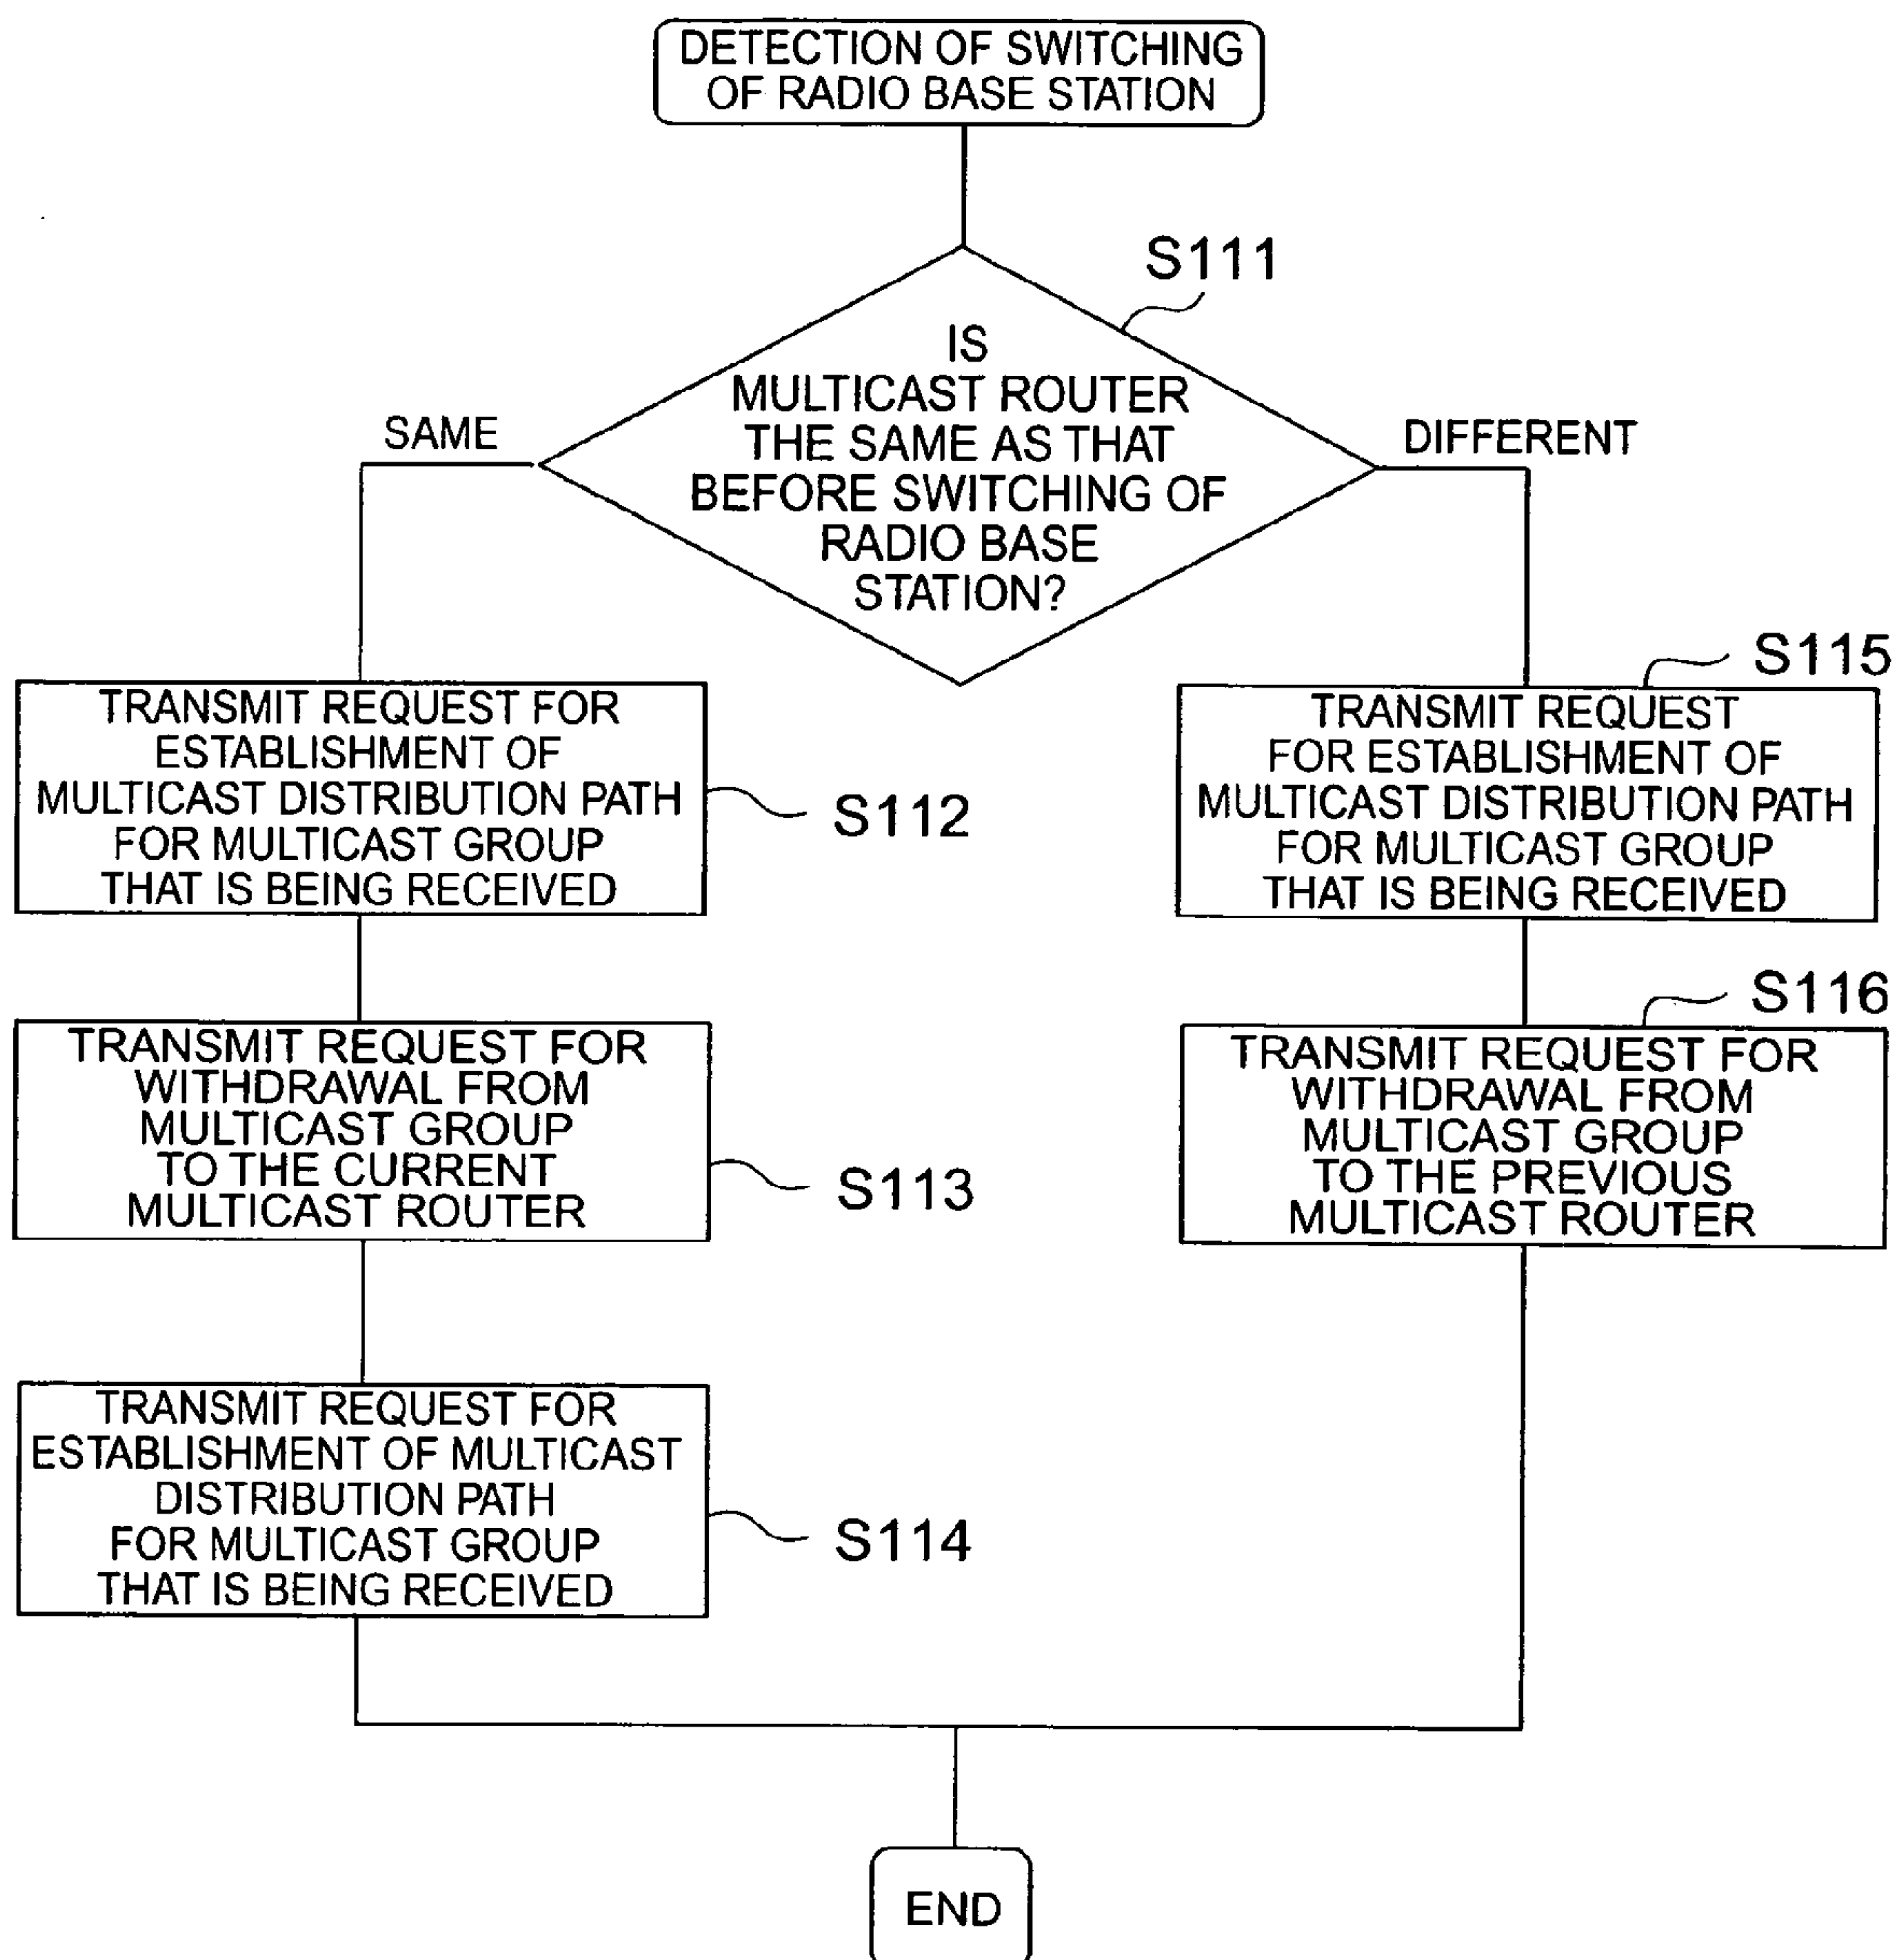 DETECTION OF SWITCHING
OF RADIO BASE STATION
S111
IS
MULTICAST ROUTER
THE SAME AS THAT
BEFORE SWITCHING OF
RADIO BASE
STATION?
SAME
DIFFERENT
TRANSMIT REQUEST FOR
ESTABLISHMENT OF
MULTICAST DISTRIBUTION PATH
FOR MULTICAST GROUP
THAT IS BEING RECEIVED
S112
TRANSMIT REQUEST FOR
WITHDRAWAL FROM
MULTICAST GROUP
TO THE CURRENT
MULTICAST ROUTER
S113
TRANSMIT REQUEST FOR
ESTABLISHMENT OF MULTICAST
DISTRIBUTION PATH
FOR MULTICAST GROUP
THAT IS BEING RECEIVED
S114
S115
TRANSMIT REQUEST
FOR ESTABLISHMENT OF
MULTICAST DISTRIBUTION PATH
FOR MULTICAST GROUP
THAT IS BEING RECEIVED
S116
TRANSMIT REQUEST FOR
WITHDRAWAL FROM
MULTICAST GROUP
TO THE PREVIOUS
MULTICAST ROUTER
END